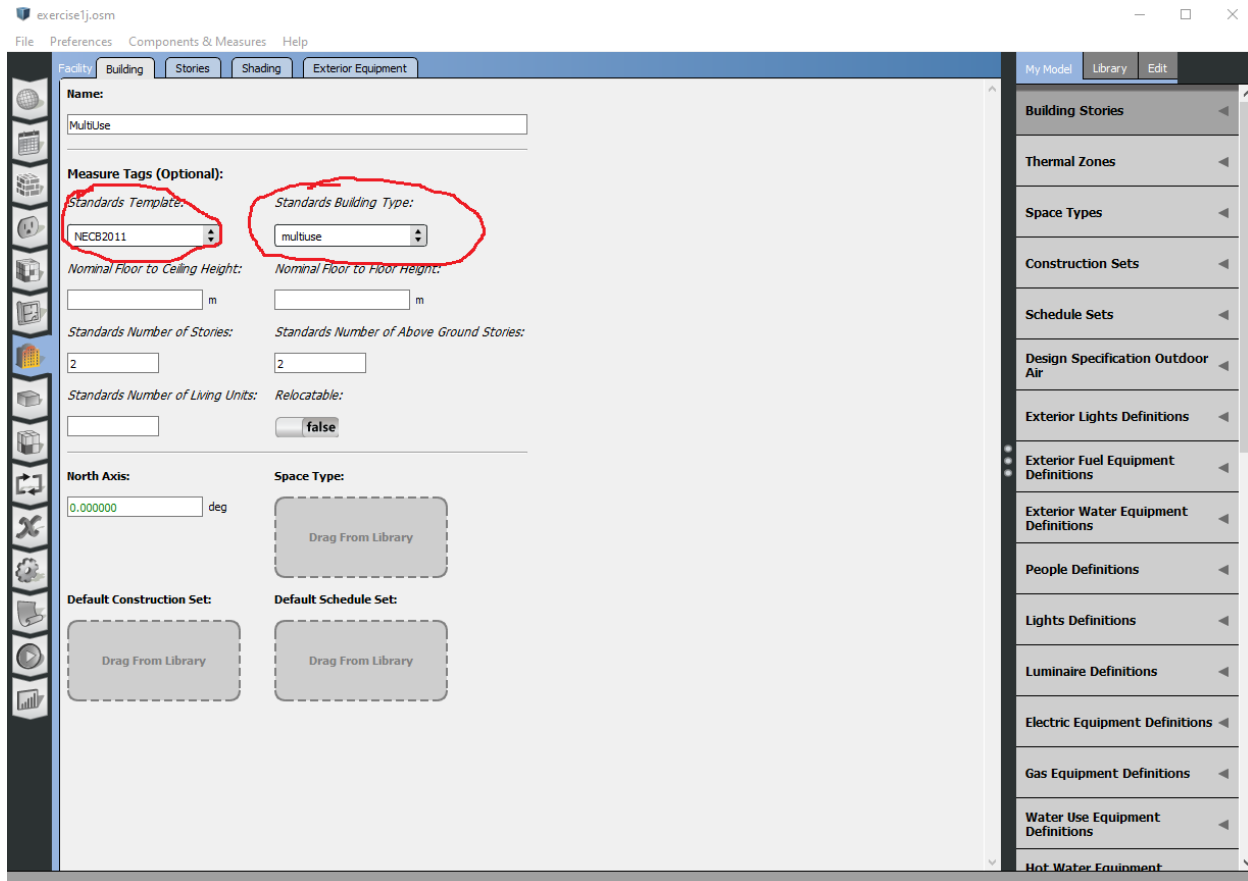 exercise1j.osm
File Preferences Components & Measures Help
Facility Building Stories Shading Exterior Equipment
My Model Library Edit
Name:
MultiUse
Measure Tags (Optional):
Standards Template: Standards Building Type:
NECB2011 multiuse
Nominal Floor to Ceiling Height: Nominal Floor to Floor Height:
m m
Standards Number of Stories: Standards Number of Above Ground Stories:
2 2
Standards Number of Living Units: Relocatable:
false
North Axis: Space Type:
0.000000 deg
Drag From Library
Default Construction Set: Default Schedule Set:
Drag From Library Drag From Library
Building Stories
Thermal Zones
Space Types
Construction Sets
Schedule Sets
Design Specification Outdoor
Air
Exterior Lights Definitions
Exterior Fuel Equipment
Definitions
Exterior Water Equipment
Definitions
People Definitions
Lights Definitions
Luminaire Definitions
Electric Equipment Definitions
Gas Equipment Definitions
Water Use Equipment
Definitions
Hot Water Equipment